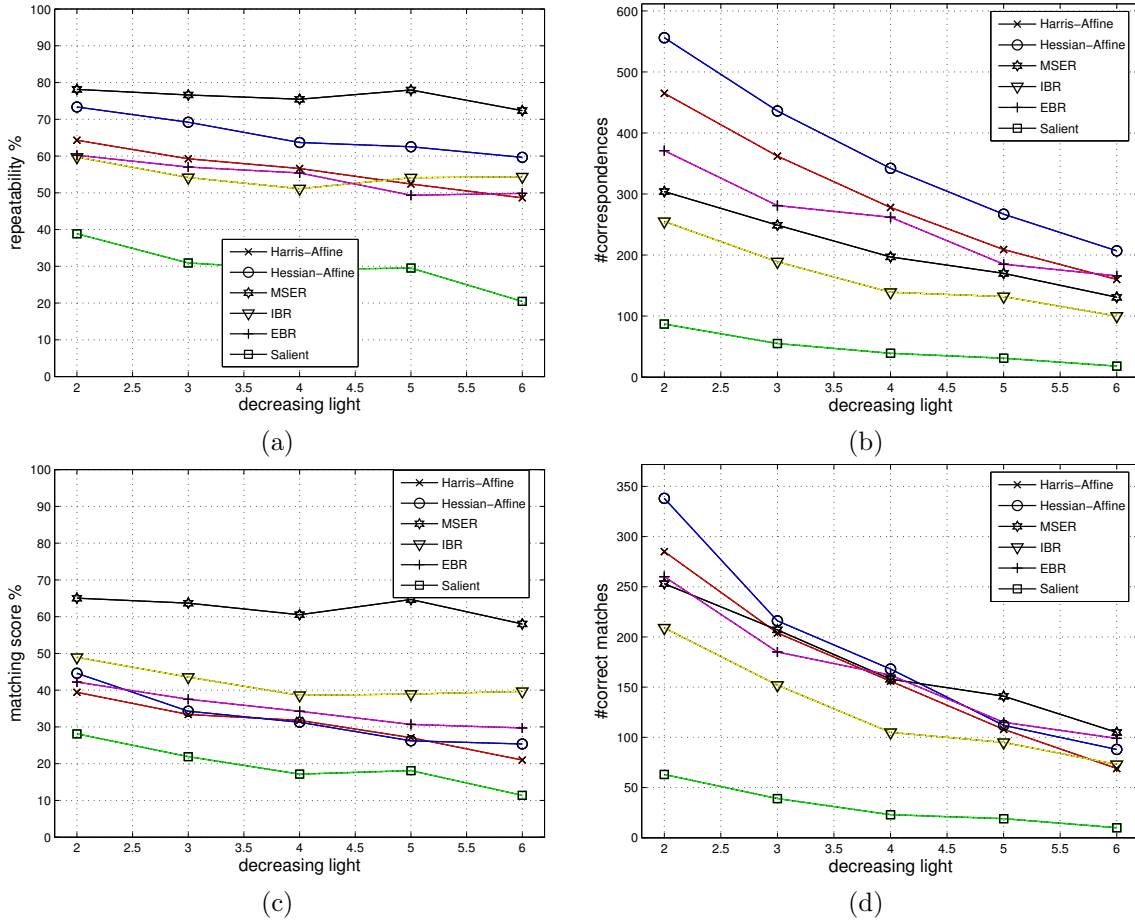 100
90
80
70
60
50
40
30
20
10
0
repeatability %
Harris−Affine
Hessian−Affine
MSER
IBR
EBR
Salient
2 2.5 3 3.5 4 4.5 5 5.5 6
decreasing light
(a)
600
500
400
300
200
100
0
#correspondences
Harris−Affine
Hessian−Affine
MSER
IBR
EBR
Salient
2 2.5 3 3.5 4 4.5 5 5.5 6
decreasing light
(b)
100
90
80
70
60
50
40
30
20
10
0
matching score %
Harris−Affine
Hessian−Affine
MSER
IBR
EBR
Salient
2 2.5 3 3.5 4 4.5 5 5.5 6
decreasing light
(c)
350
300
250
200
150
100
50
0
#correct matches
Harris−Affine
Hessian−Affine
MSER
IBR
EBR
Salient
2 2.5 3 3.5 4 4.5 5 5.5 6
decreasing light
(d)